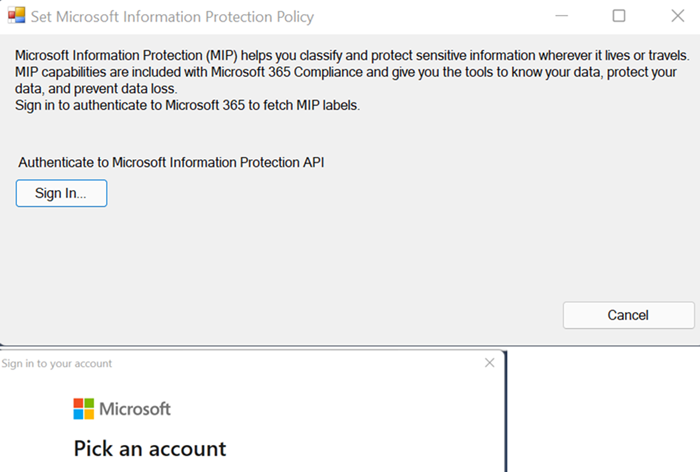 Set Microsoft Information Protection Policy
Microsoft Information Protection (MIP) helps you classify and protect sensitive information wherever it lives or travels.
MIP capabilities are included with Microsoft 365 Compliance and give you the tools to know your data, protect your
data, and prevent data loss.
Sign in to authenticate to Microsoft 365 to fetch MIP labels.
Authenticate to Microsoft Information Protection API
Sign In...
Cancel
Sign in to your account
Microsoft
Pick an account